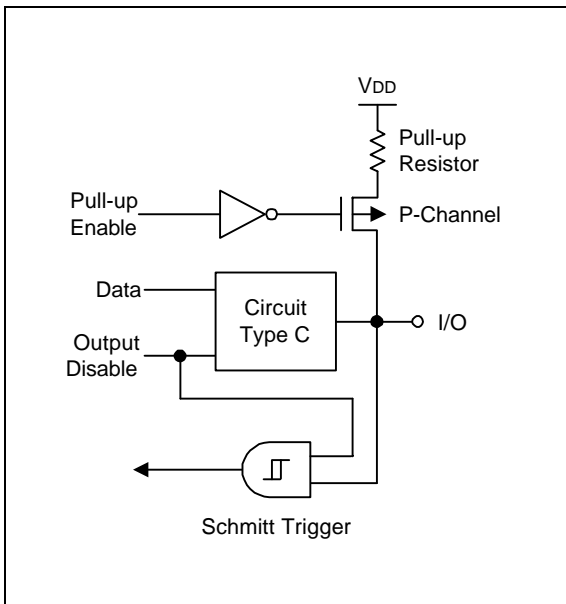 VDD
Pull-up
Resistor
Pull-up
Enable
P-Channel
Data
Circuit
Type C
I/O
Output
Disable
Schmitt Trigger